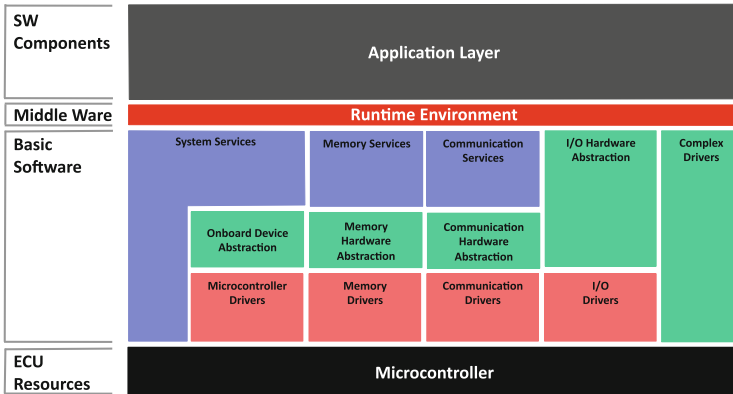 SW
Components
Application Layer
Middle Ware
Runtime Environment
Basic
Software
System Services
Memory Services
Communication
Services
I/O Hardware
Abstraction
Complex
Drivers
Onboard Device
Abstraction
Memory
Hardware
Abstraction
Communication
Hardware
Abstraction
Microcontroller
Drivers
Memory
Drivers
Communication
Drivers
I/O
Drivers
ECU
Resources
Microcontroller